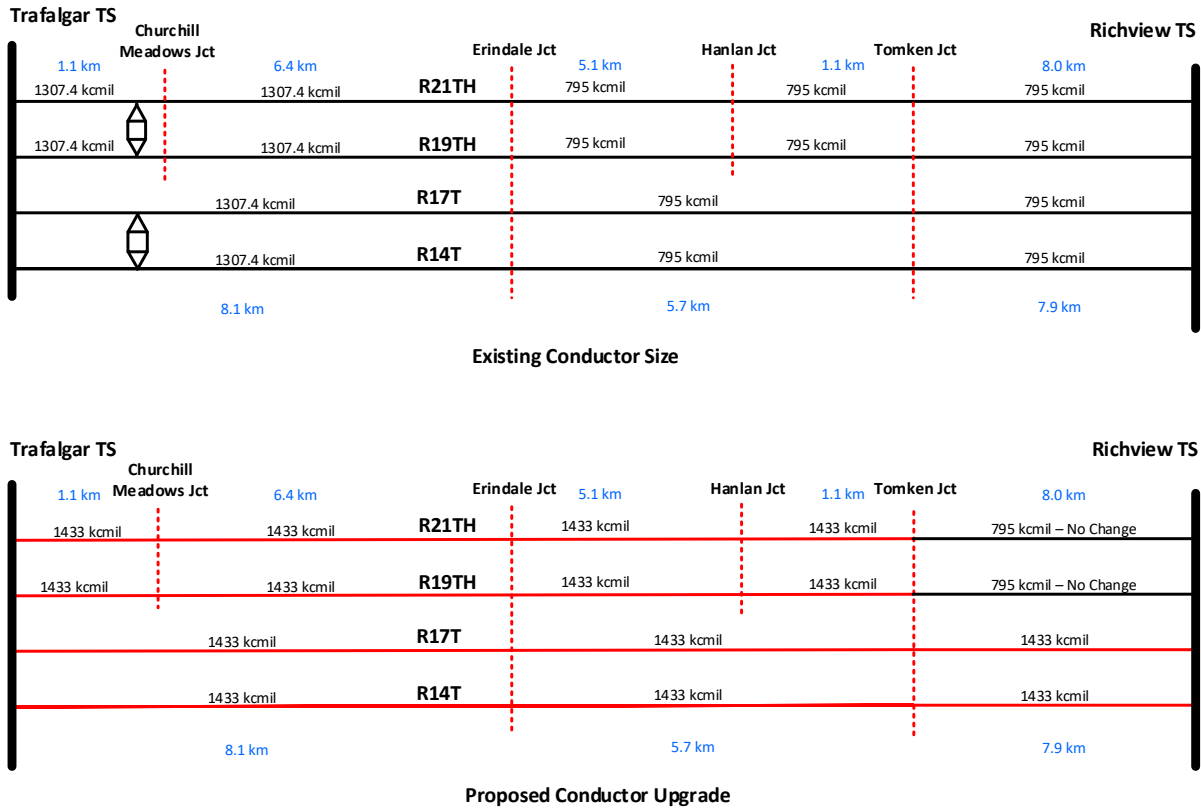 Trafalgar TS
Churchill
Meadows Jct
Erindale Jct
Hanlan Jct
Tomken Jct
Richview TS
1.1 km
6.4 km
5.1 km
1.1 km
8.0 km
1307.4 kcmil
1307.4 kcmil
R21TH
795 kcmil
795 kcmil
795 kcmil
1307.4 kcmil
1307.4 kcmil
R19TH
795 kcmil
795 kcmil
795 kcmil
1307.4 kcmil
R17T
795 kcmil
795 kcmil
1307.4 kcmil
R14T
795 kcmil
795 kcmil
8.1 km
5.7 km
7.9 km
Existing Conductor Size
Trafalgar TS
Churchill
Meadows Jct
Erindale Jct
Hanlan Jct
Tomken Jct
Richview TS
1.1 km
6.4 km
5.1 km
1.1 km
8.0 km
1433 kcmil
1433 kcmil
R21TH
1433 kcmil
1433 kcmil
795 kcmil – No Change
1433 kcmil
1433 kcmil
R19TH
1433 kcmil
1433 kcmil
795 kcmil – No Change
1433 kcmil
R17T
1433 kcmil
1433 kcmil
1433 kcmil
R14T
1433 kcmil
1433 kcmil
8.1 km
5.7 km
7.9 km
Proposed Conductor Upgrade